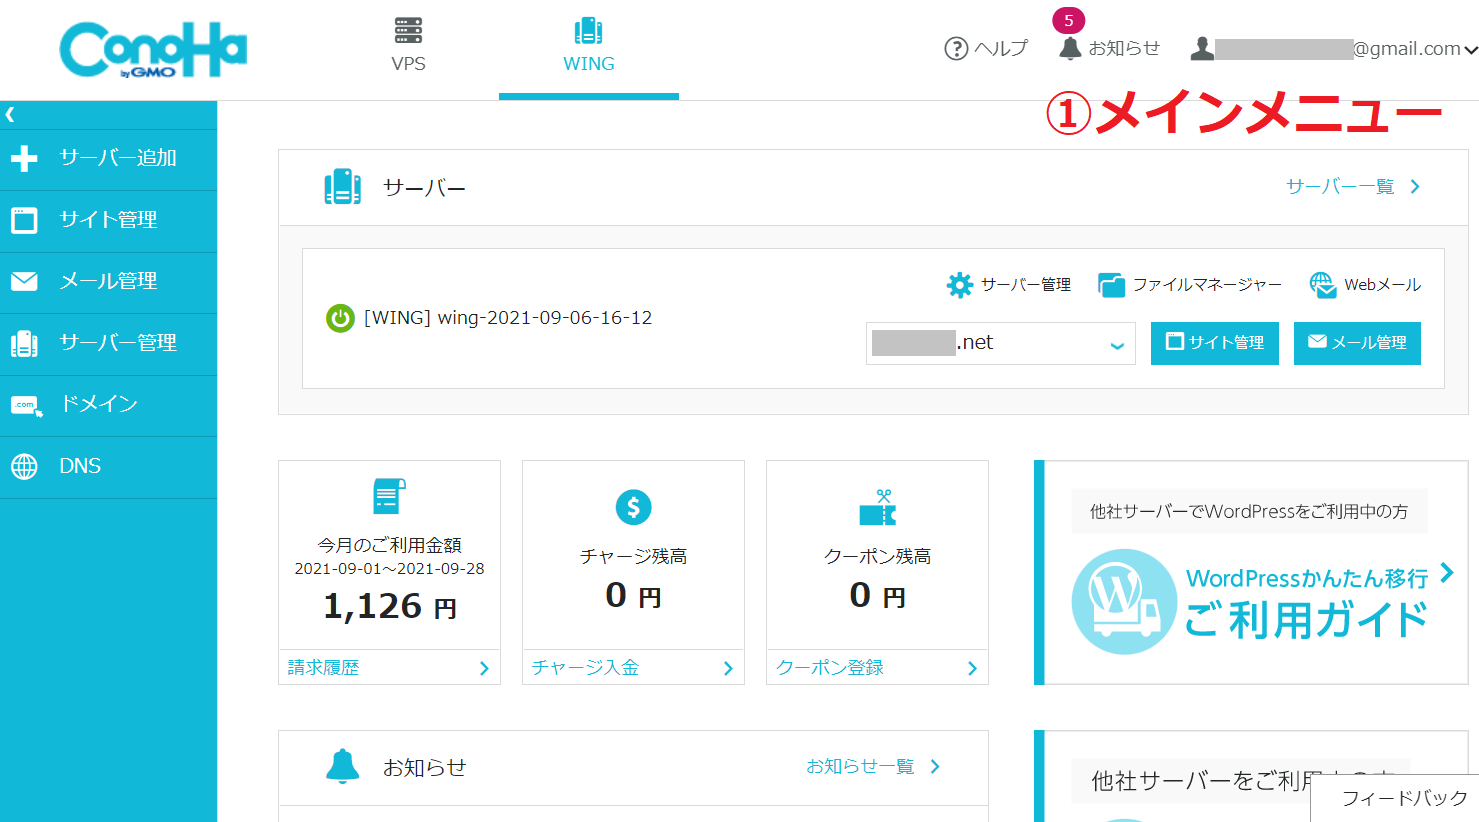 ConoHa
by GMO
VPS
WING
ヘルプ
5
お知らせ
@gmail.com
①メインメニュー
サーバー追加
サイト管理
メール管理
サーバー管理
.com
ドメイン
DNS
サーバー
サーバー一覧
[WING] wing-2021-09-06-16-12
サーバー管理
ファイルマネージャー
Webメール
.net
サイト管理
メール管理
今月のご利用金額
2021-09-01～2021-09-28
1,126 円
請求履歴
チャージ残高
0 円
チャージ入金
クーポン残高
0 円
クーポン登録
他社サーバーでWordPressをご利用中の方
WordPressかんたん移行
ご利用ガイド
お知らせ
お知らせ一覧
他社サーバーをご利用中の方
フィードバック